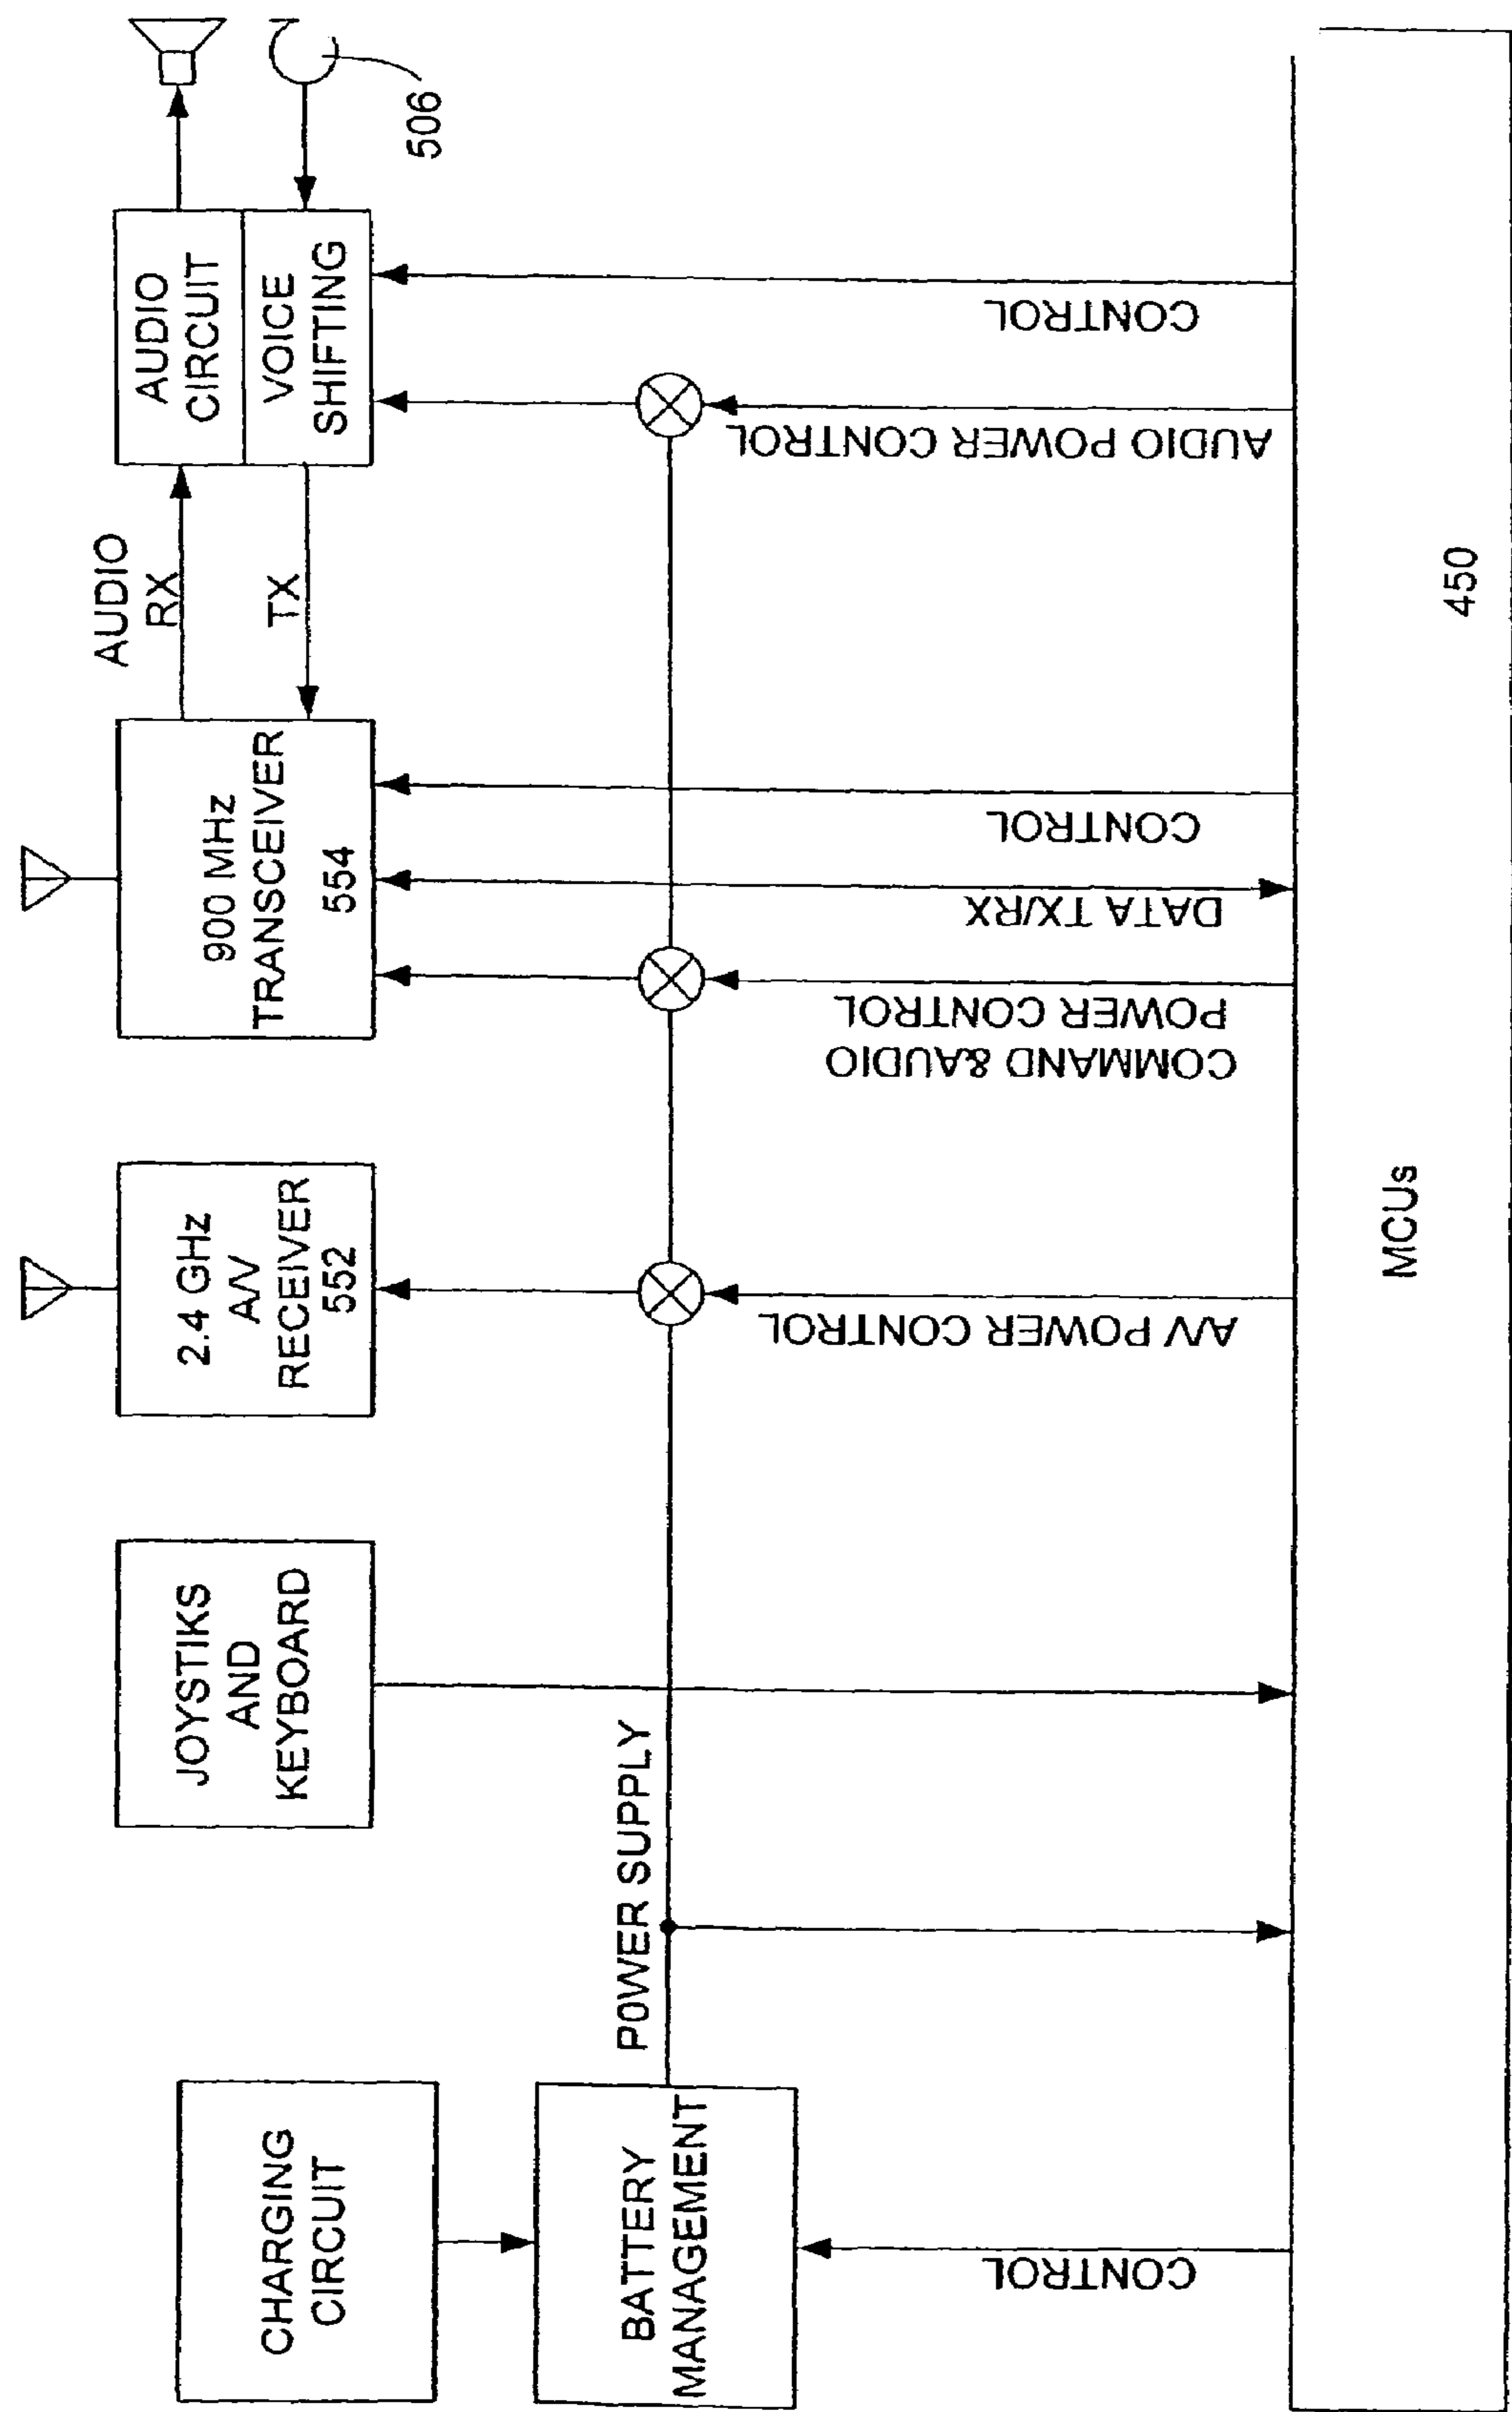 CHARGING
CIRCUIT
BATTERY
MANAGEMENT
CONTROL
POWER SUPPLY
JOYSTIKS
AND
KEYBOARD
2.4 GHz
A/V
RECEIVER
552
A/V POWER CONTROL
900 MHz
TRANSCEIVER
554
COMMAND &AUDIO
POWER CONTROL
DATA TX/RX
CONTROL
AUDIO
RX
TX
AUDIO
CIRCUIT
VOICE
SHIFTING
506
AUDIO POWER CONTROL
CONTROL
MCUs
450